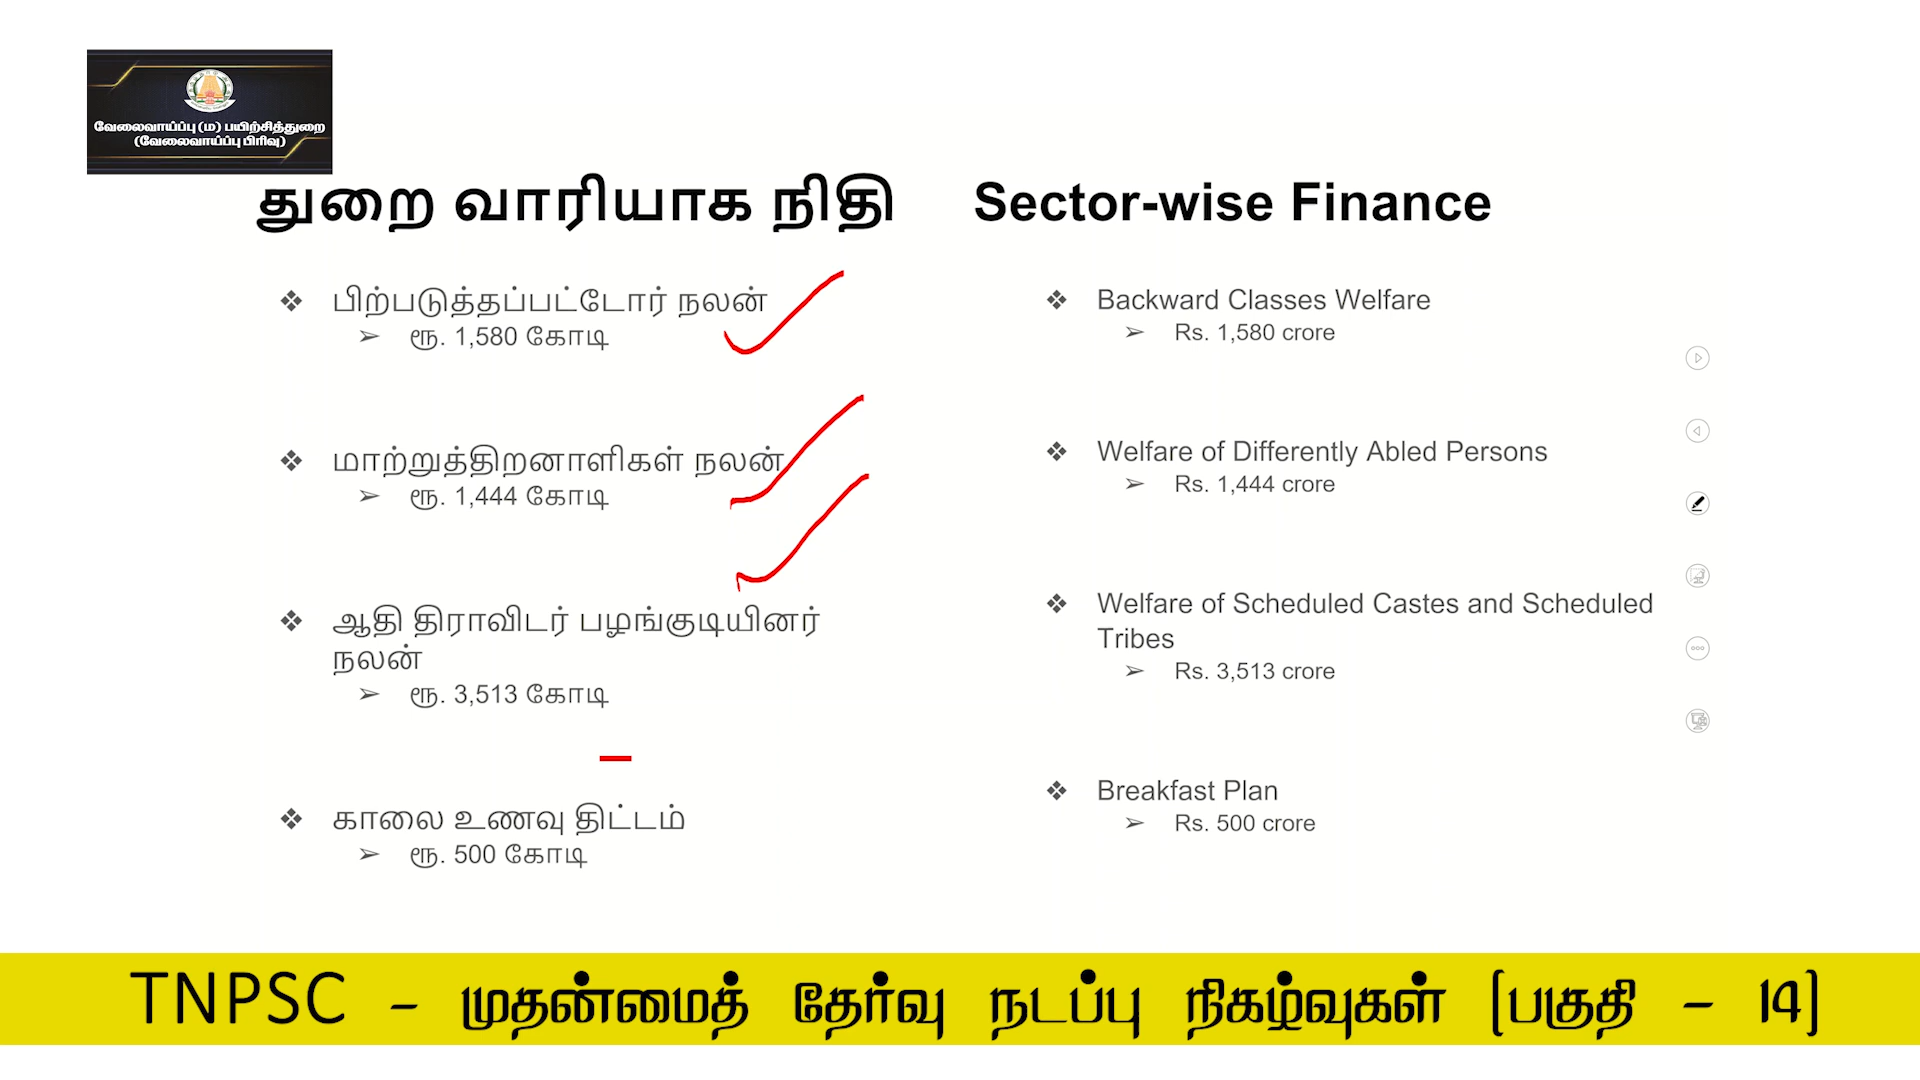 வேலைவாய்ப்பு (ம) பயிற்சித்துறை
(வேலைவாய்ப்பு பிரிவு)
துறை வாரியாக நிதி
❖ பிற்படுத்தப்பட்டோர் நலன்
➢ ரூ. 1,580 கோடி
❖ மாற்றுத்திறனாளிகள் நலன்
➢ ரூ. 1,444 கோடி
❖ ஆதி திராவிடர் பழங்குடியினர்
நலன்
➢ ரூ. 3,513 கோடி
❖ காலை உணவு திட்டம்
➢ ரூ. 500 கோடி
Sector-wise Finance
❖ Backward Classes Welfare
➢ Rs. 1,580 crore
❖ Welfare of Differently Abled Persons
➢ Rs. 1,444 crore
❖ Welfare of Scheduled Castes and Scheduled
Tribes
➢ Rs. 3,513 crore
❖ Breakfast Plan
➢ Rs. 500 crore
TNPSC - முதன்மைத் தேர்வு நடப்பு நிகழ்வுகள் (பகுதி - 14)